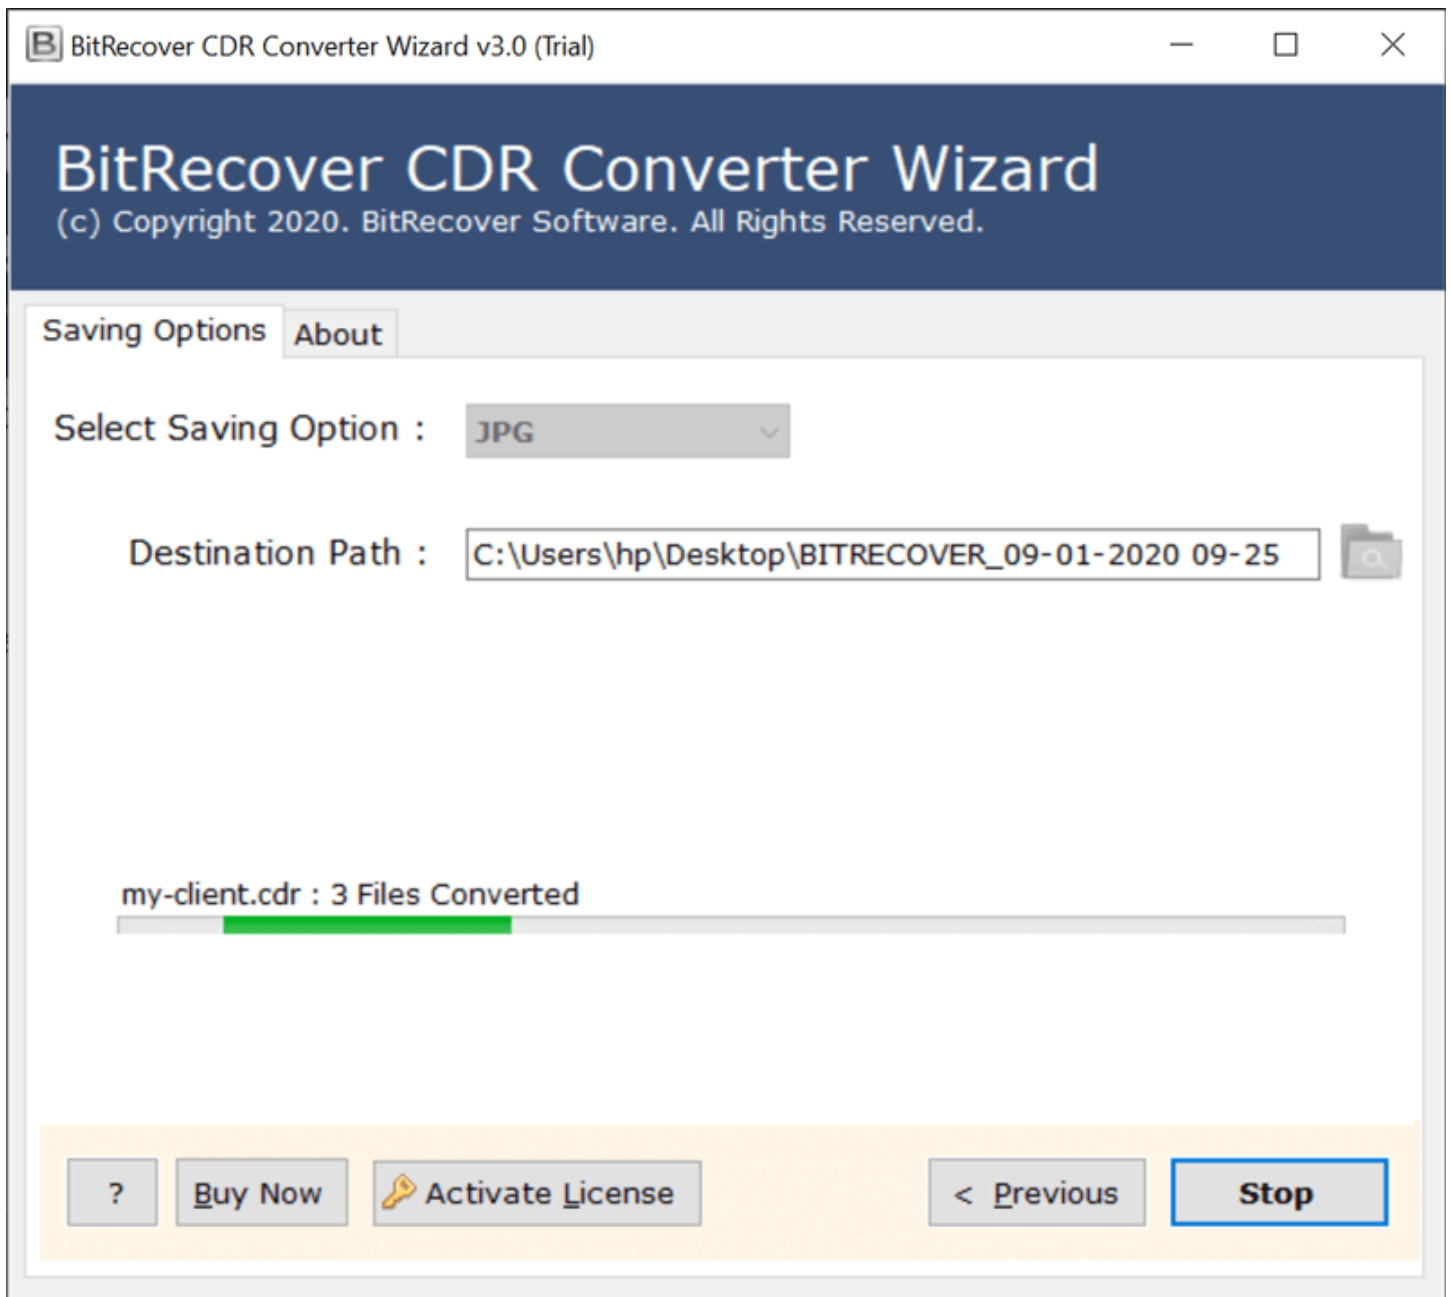 B BitRecover CDR Converter Wizard v3.0 (Trial)
BitRecover CDR Converter Wizard
(c) Copyright 2020. BitRecover Software. All Rights Reserved.
Saving Options About
Select Saving Option : JPG
Destination Path : C:\Users\hp\Desktop\BITRECOVER_09-01-2020 09-25
my-client.cdr : 3 Files Converted
? Buy Now Activate License < Previous Stop